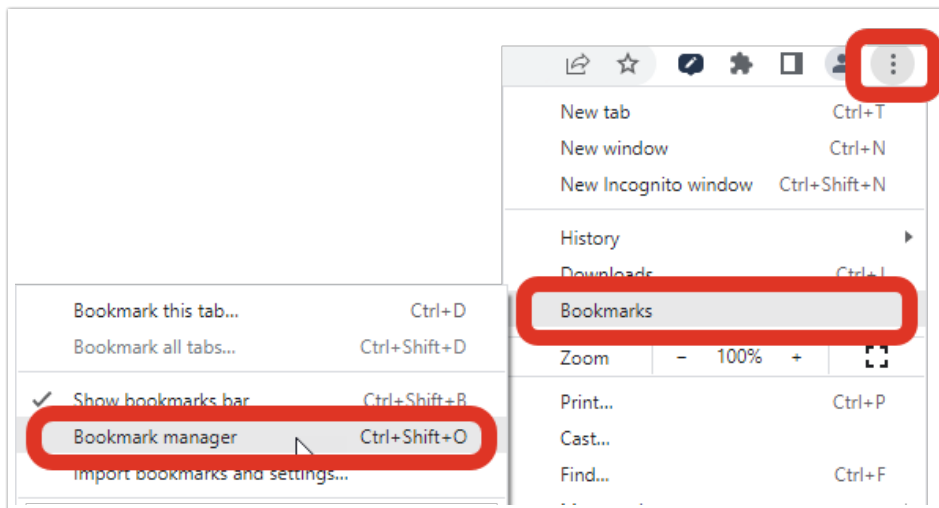 New tab Ctrl+T
New window Ctrl+N
New Incognito window Ctrl+Shift+N
History
Downloads Ctrl+J
Bookmarks
Zoom - 100% +
Print... Ctrl+P
Cast...
Find... Ctrl+F
Bookmark this tab... Ctrl+D
Bookmark all tabs... Ctrl+Shift+D
Show bookmarks bar Ctrl+Shift+B
Bookmark manager Ctrl+Shift+O
Import bookmarks and settings...